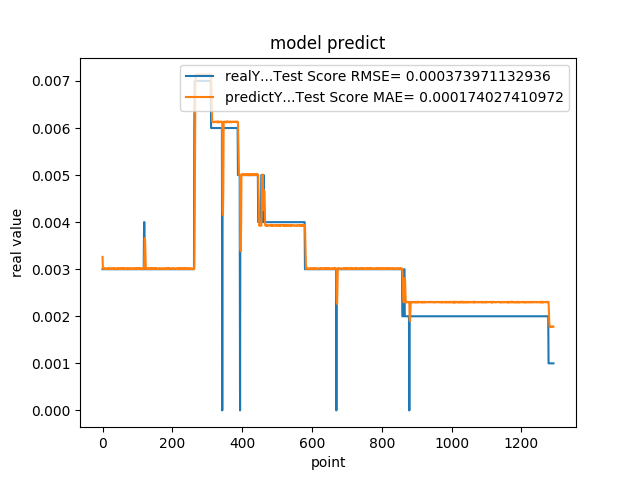 model predict
realY...Test Score RMSE= 0.000373971132936
predictY...Test Score MAE= 0.000174027410972
0.007
0.006
0.005
0.004
0.003
0.002
0.001
0.000
real value
0 200 400 600 800 1000 1200
point